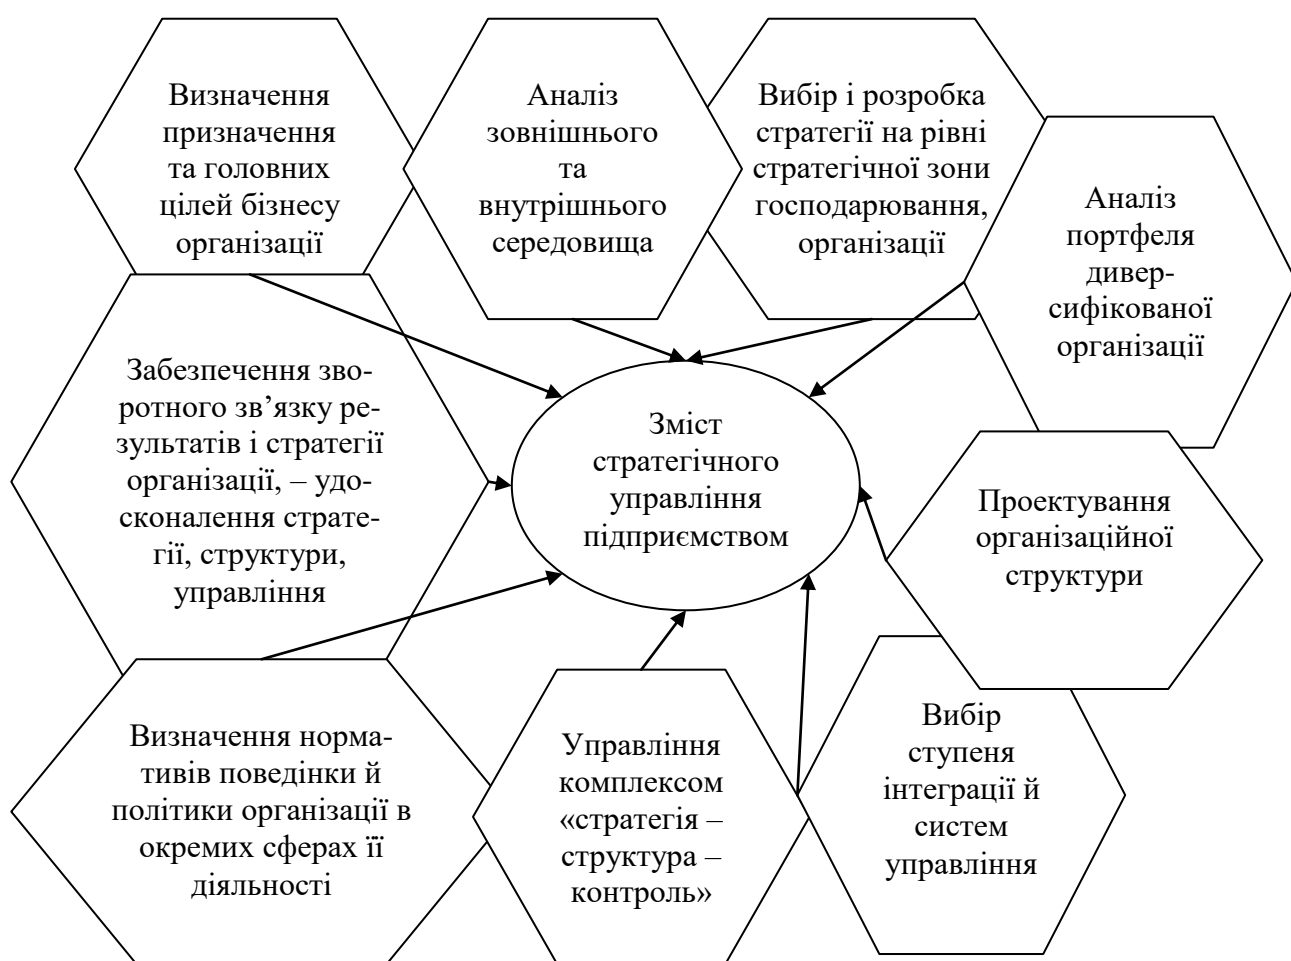 Визначення
призначення
та головних
цілей бізнесу
організації
Аналіз
зовнішнього
та
внутрішнього
середовища
Вибір і розробка
стратегії на рівні
стратегічної зони
господарювання,
організації
Аналіз
портфеля
дивер-
сифікованої
організації
Забезпечення зво-
ротного зв’язку ре-
зультатів і стратегії
організації, – удо-
сконалення страте-
гії, структури,
управління
Зміст
стратегічного
управління
підприємством
Проектування
організаційної
структури
Визначення норма-
тивів поведінки й
політики організації в
окремих сферах її
діяльності
Управління
комплексом
«стратегія –
структура –
контроль»
Вибір
ступеня
інтеграції й
систем
управління